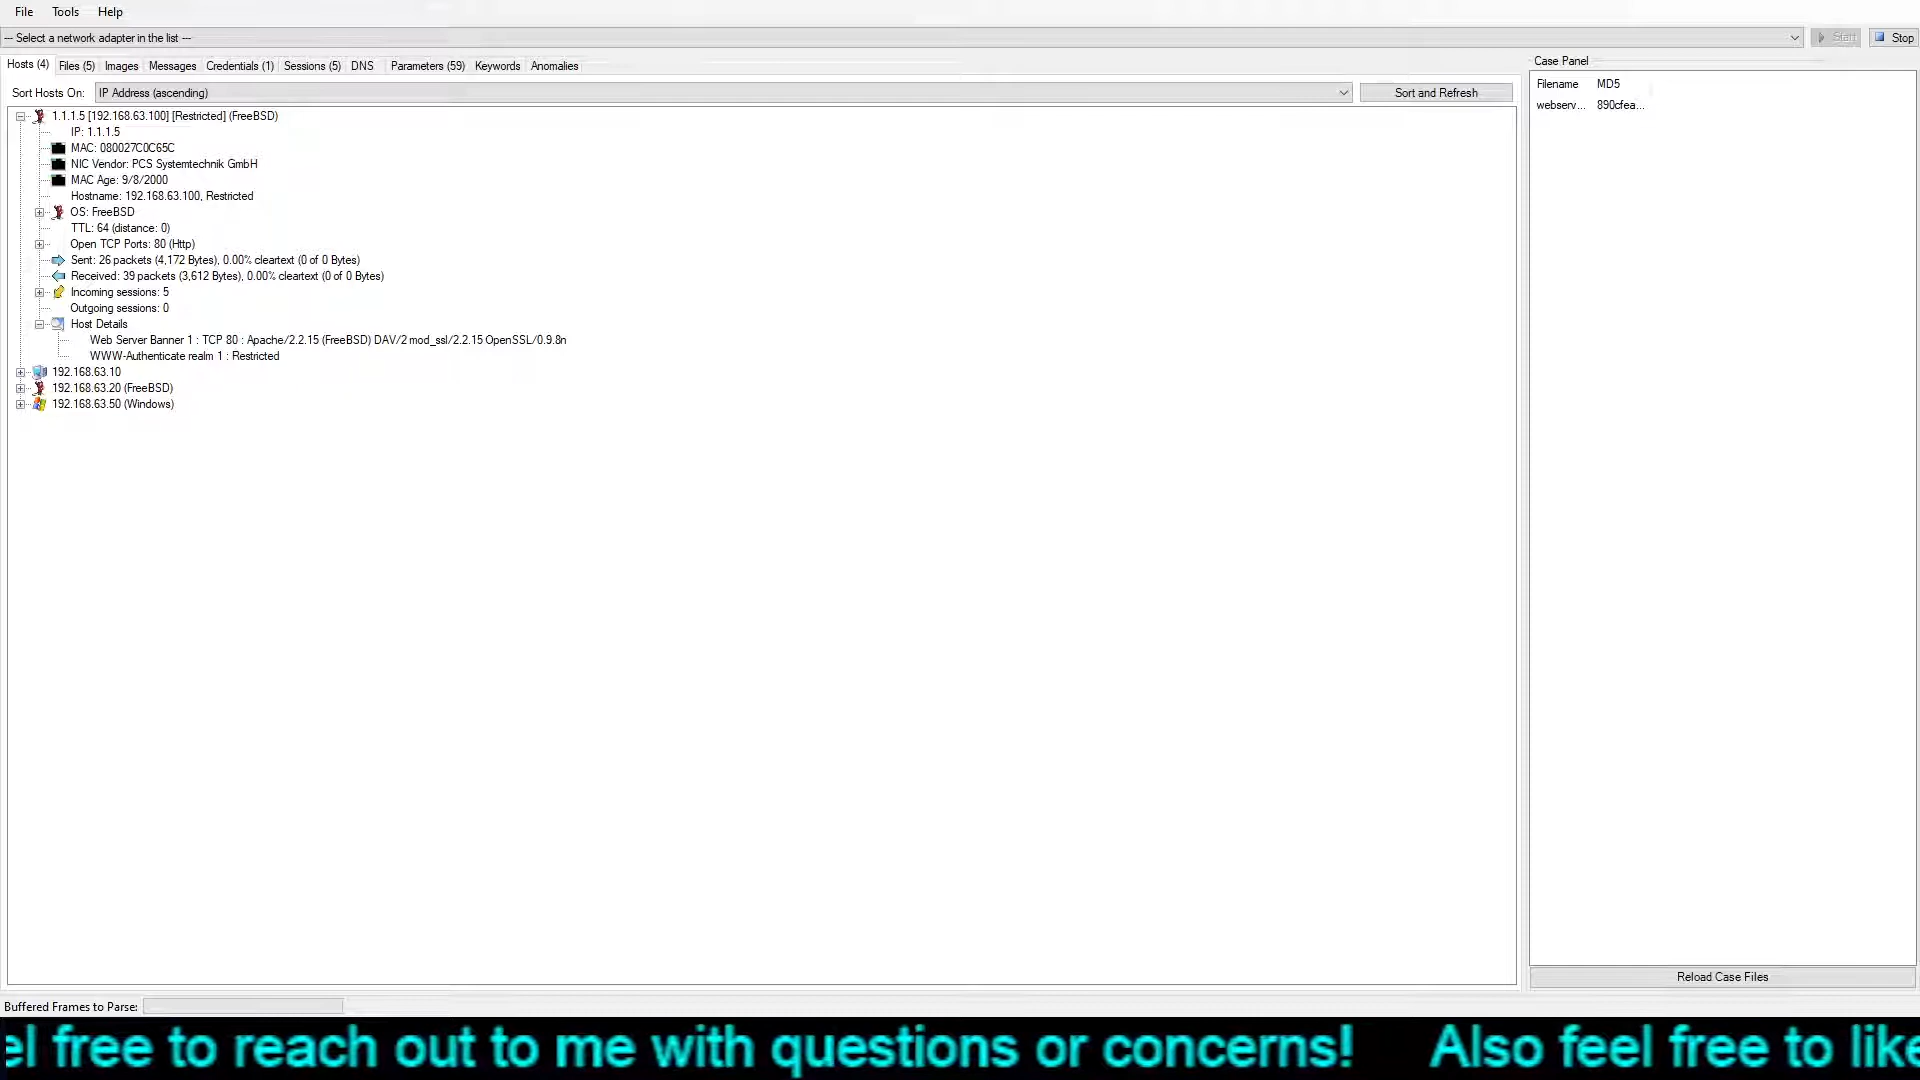 File Tools Help
--- Select a network adapter in the list ---
Start Stop
Hosts (4) Files (5) Images Messages Credentials (1) Sessions (5) DNS Parameters (59) Keywords Anomalies
Sort Hosts On: IP Address (ascending) Sort and Refresh
1.1.1.5 [192.168.63.100] [Restricted] (FreeBSD)
IP: 1.1.1.5
MAC: 080027C0C65C
NIC Vendor: PCS Systemtechnik GmbH
MAC Age: 9/8/2000
Hostname: 192.168.63.100, Restricted
OS: FreeBSD
TTL: 64 (distance: 0)
Open TCP Ports: 80 (Http)
Sent: 26 packets (4,172 Bytes), 0.00% cleartext (0 of 0 Bytes)
Received: 39 packets (3,612 Bytes), 0.00% cleartext (0 of 0 Bytes)
Incoming sessions: 5
Outgoing sessions: 0
Host Details
Web Server Banner 1 : TCP 80 : Apache/2.2.15 (FreeBSD) DAV/2 mod_ssl/2.2.15 OpenSSL/0.9.8n
WWW-Authenticate realm 1 : Restricted
192.168.63.10
192.168.63.20 (FreeBSD)
192.168.63.50 (Windows)
Case Panel
Filename MD5
webserv... 890cfea...
Reload Case Files
Buffered Frames to Parse:
el free to reach out to me with questions or concerns! Also feel free to like